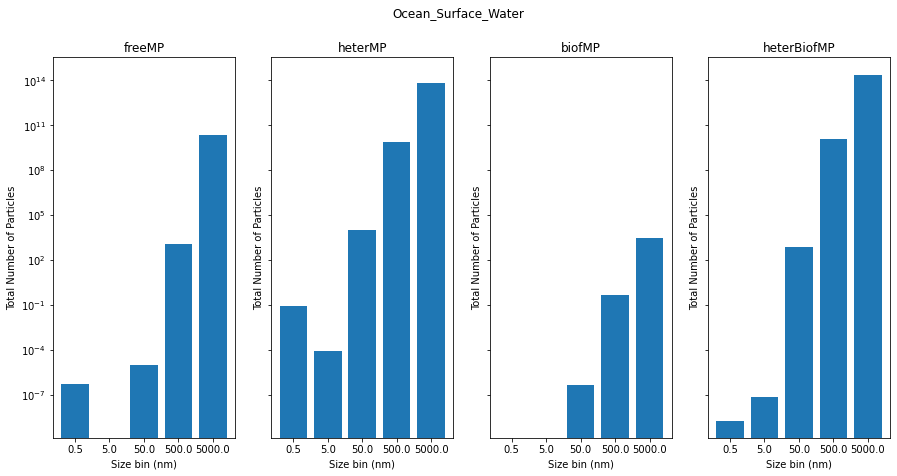 Ocean_Surface_Water
freeMP
heterMP
biofMP
heterBiofMP
Total Number of Particles
10^14
10^11
10^8
10^5
10^2
10^-1
10^-4
10^-7
0.5 5.0 50.0 500.0 5000.0
Size bin (nm)
Total Number of Particles
0.5 5.0 50.0 500.0 5000.0
Size bin (nm)
Total Number of Particles
0.5 5.0 50.0 500.0 5000.0
Size bin (nm)
Total Number of Particles
0.5 5.0 50.0 500.0 5000.0
Size bin (nm)